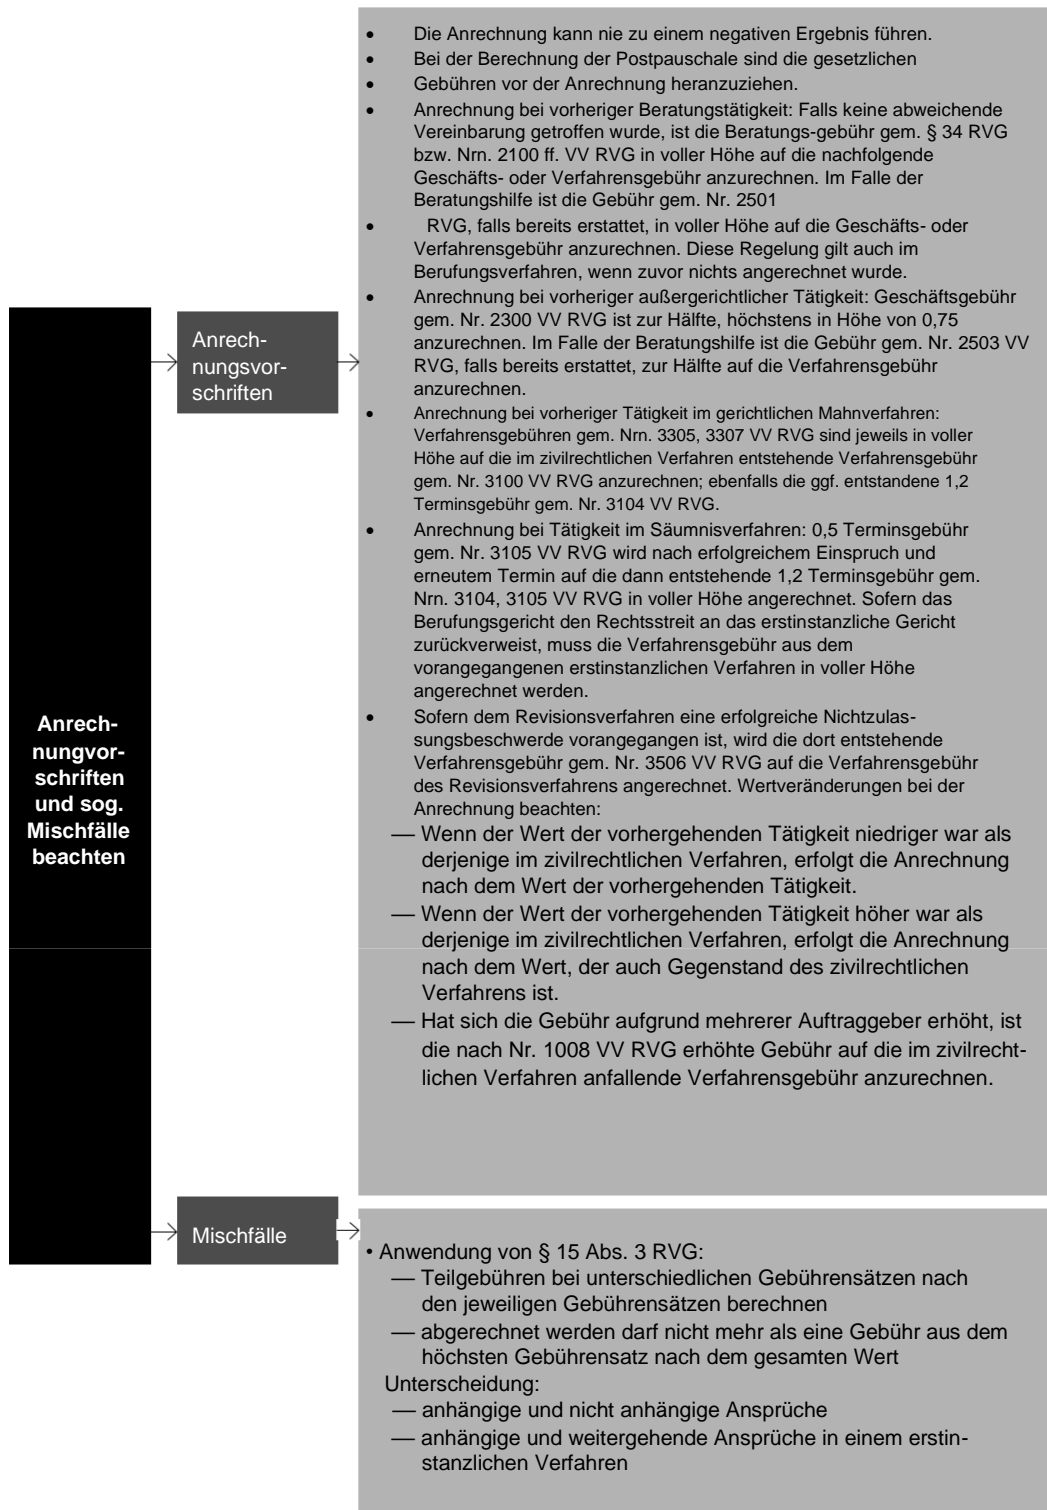 Anrech-
nungvor-
schriften
und sog.
Mischfälle
beachten
Anrech-
nungsvor-
schriften
• Die Anrechnung kann nie zu einem negativen Ergebnis führen.
• Bei der Berechnung der Postpauschale sind die gesetzlichen
• Gebühren vor der Anrechnung heranzuziehen.
• Anrechnung bei vorheriger Beratungstätigkeit: Falls keine abweichende
Vereinbarung getroffen wurde, ist die Beratungs-gebühr gem. § 34 RVG
bzw. Nrn. 2100 ff. VV RVG in voller Höhe auf die nachfolgende
Geschäfts- oder Verfahrensgebühr anzurechnen. Im Falle der
Beratungshilfe ist die Gebühr gem. Nr. 2501
• RVG, falls bereits erstattet, in voller Höhe auf die Geschäfts- oder
Verfahrensgebühr anzurechnen. Diese Regelung gilt auch im
Berufungsverfahren, wenn zuvor nichts angerechnet wurde.
• Anrechnung bei vorheriger außergerichtlicher Tätigkeit: Geschäftsgebühr
gem. Nr. 2300 VV RVG ist zur Hälfte, höchstens in Höhe von 0,75
anzurechnen. Im Falle der Beratungshilfe ist die Gebühr gem. Nr. 2503 VV
RVG, falls bereits erstattet, zur Hälfte auf die Verfahrensgebühr
anzurechnen.
• Anrechnung bei vorheriger Tätigkeit im gerichtlichen Mahnverfahren:
Verfahrensgebühren gem. Nrn. 3305, 3307 VV RVG sind jeweils in voller
Höhe auf die im zivilrechtlichen Verfahren entstehende Verfahrensgebühr
gem. Nr. 3100 VV RVG anzurechnen; ebenfalls die ggf. entstandene 1,2
Terminsgebühr gem. Nr. 3104 VV RVG.
• Anrechnung bei Tätigkeit im Säumnisverfahren: 0,5 Terminsgebühr
gem. Nr. 3105 VV RVG wird nach erfolgreichem Einspruch und
erneutem Termin auf die dann entstehende 1,2 Terminsgebühr gem.
Nrn. 3104, 3105 VV RVG in voller Höhe angerechnet. Sofern das
Berufungsgericht den Rechtsstreit an das erstinstanzliche Gericht
zurückverweist, muss die Verfahrensgebühr aus dem
vorangegangenen erstinstanzlichen Verfahren in voller Höhe
angerechnet werden.
• Sofern dem Revisionsverfahren eine erfolgreiche Nichtzulas-
sungsbeschwerde vorangegangen ist, wird die dort entstehende
Verfahrensgebühr gem. Nr. 3506 VV RVG auf die Verfahrensgebühr
des Revisionsverfahrens angerechnet. Wertveränderungen bei der
Anrechnung beachten:
— Wenn der Wert der vorhergehenden Tätigkeit niedriger war als
derjenige im zivilrechtlichen Verfahren, erfolgt die Anrechnung
nach dem Wert der vorhergehenden Tätigkeit.
— Wenn der Wert der vorhergehenden Tätigkeit höher war als
derjenige im zivilrechtlichen Verfahren, erfolgt die Anrechnung
nach dem Wert, der auch Gegenstand des zivilrechtlichen
Verfahrens ist.
— Hat sich die Gebühr aufgrund mehrerer Auftraggeber erhöht, ist
die nach Nr. 1008 VV RVG erhöhte Gebühr auf die im zivilrecht-
lichen Verfahren anfallende Verfahrensgebühr anzurechnen.
Mischfälle
• Anwendung von § 15 Abs. 3 RVG:
— Teilgebühren bei unterschiedlichen Gebührensätzen nach
den jeweiligen Gebührensätzen berechnen
— abgerechnet werden darf nicht mehr als eine Gebühr aus dem
höchsten Gebührensatz nach dem gesamten Wert
Unterscheidung:
— anhängige und nicht anhängige Ansprüche
— anhängige und weitergehende Ansprüche in einem erstin-
stanzlichen Verfahren